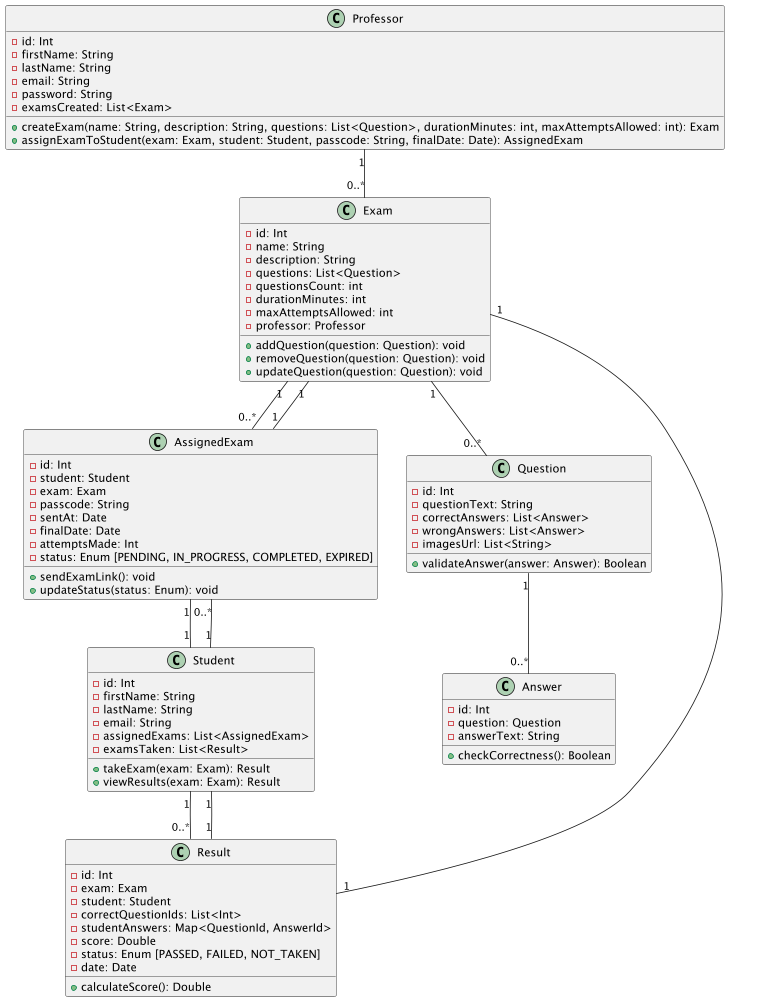 C Professor
id: Int
firstName: String
lastName: String
email: String
password: String
examsCreated: List<Exam>
createExam(name: String, description: String, questions: List<Question>, durationMinutes: int, maxAttemptsAllowed: int): Exam
assignExamToStudent(exam: Exam, student: Student, passcode: String, finalDate: Date): AssignedExam
1
0..*
C Exam
id: Int
name: String
description: String
questions: List<Question>
questionsCount: int
durationMinutes: int
maxAttemptsAllowed: int
professor: Professor
addQuestion(question: Question): void
removeQuestion(question: Question): void
updateQuestion(question: Question): void
1
1 1 1
0..* 1 0..*
C AssignedExam
id: Int
student: Student
exam: Exam
passcode: String
sentAt: Date
finalDate: Date
attemptsMade: Int
status: Enum [PENDING, IN_PROGRESS, COMPLETED, EXPIRED]
sendExamLink(): void
updateStatus(status: Enum): void
C Question
id: Int
questionText: String
correctAnswers: List<Answer>
wrongAnswers: List<Answer>
imagesUrl: List<String>
validateAnswer(answer: Answer): Boolean
1 0..*
1 1
1
0..*
C Student
id: Int
firstName: String
lastName: String
email: String
assignedExams: List<AssignedExam>
examsTaken: List<Result>
takeExam(exam: Exam): Result
viewResults(exam: Exam): Result
C Answer
id: Int
question: Question
answerText: String
checkCorrectness(): Boolean
1 1
0..* 1
C Result
id: Int
exam: Exam
student: Student
correctQuestionIds: List<Int>
studentAnswers: Map<QuestionId, AnswerId>
score: Double
status: Enum [PASSED, FAILED, NOT_TAKEN]
date: Date
calculateScore(): Double
1